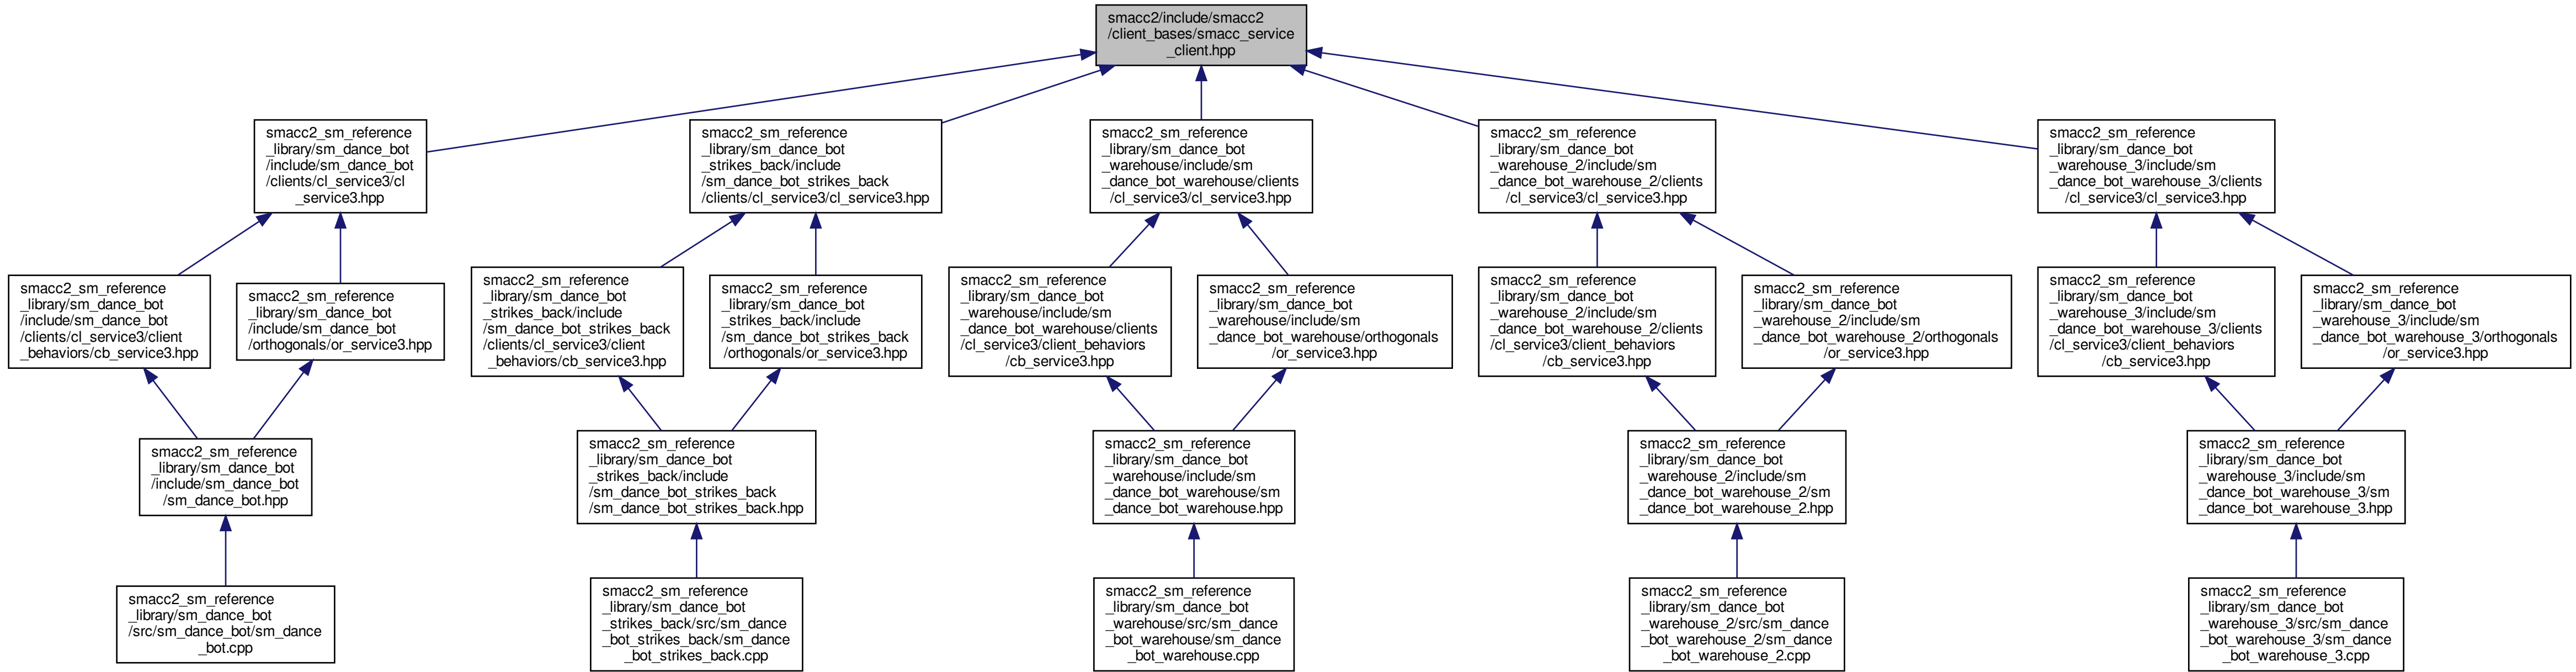 smacc2/include/smacc2
/client_bases/smacc_service
_client.hpp
smacc2_sm_reference
_library/sm_dance_bot
/include/sm_dance_bot
/clients/cl_service3/cl
_service3.hpp
smacc2_sm_reference
_library/sm_dance_bot
_strikes_back/include
/sm_dance_bot_strikes_back
/clients/cl_service3/cl_service3.hpp
smacc2_sm_reference
_library/sm_dance_bot
_warehouse/include/sm
_dance_bot_warehouse/clients
/cl_service3/cl_service3.hpp
smacc2_sm_reference
_library/sm_dance_bot
_warehouse_2/include/sm
_dance_bot_warehouse_2/clients
/cl_service3/cl_service3.hpp
smacc2_sm_reference
_library/sm_dance_bot
_warehouse_3/include/sm
_dance_bot_warehouse_3/clients
/cl_service3/cl_service3.hpp
smacc2_sm_reference
_library/sm_dance_bot
/include/sm_dance_bot
/clients/cl_service3/client
_behaviors/cb_service3.hpp
smacc2_sm_reference
_library/sm_dance_bot
/include/sm_dance_bot
/orthogonals/or_service3.hpp
smacc2_sm_reference
_library/sm_dance_bot
_strikes_back/include
/sm_dance_bot_strikes_back
/clients/cl_service3/client
_behaviors/cb_service3.hpp
smacc2_sm_reference
_library/sm_dance_bot
_strikes_back/include
/sm_dance_bot_strikes_back
/orthogonals/or_service3.hpp
smacc2_sm_reference
_library/sm_dance_bot
_warehouse/include/sm
_dance_bot_warehouse/clients
/cl_service3/client_behaviors
/cb_service3.hpp
smacc2_sm_reference
_library/sm_dance_bot
_warehouse/include/sm
_dance_bot_warehouse/orthogonals
/or_service3.hpp
smacc2_sm_reference
_library/sm_dance_bot
_warehouse_2/include/sm
_dance_bot_warehouse_2/clients
/cl_service3/client_behaviors
/cb_service3.hpp
smacc2_sm_reference
_library/sm_dance_bot
_warehouse_2/include/sm
_dance_bot_warehouse_2/orthogonals
/or_service3.hpp
smacc2_sm_reference
_library/sm_dance_bot
_warehouse_3/include/sm
_dance_bot_warehouse_3/clients
/cl_service3/client_behaviors
/cb_service3.hpp
smacc2_sm_reference
_library/sm_dance_bot
_warehouse_3/include/sm
_dance_bot_warehouse_3/orthogonals
/or_service3.hpp
smacc2_sm_reference
_library/sm_dance_bot
/include/sm_dance_bot
/sm_dance_bot.hpp
smacc2_sm_reference
_library/sm_dance_bot
_strikes_back/include
/sm_dance_bot_strikes_back
/sm_dance_bot_strikes_back.hpp
smacc2_sm_reference
_library/sm_dance_bot
_warehouse/include/sm
_dance_bot_warehouse/sm
_dance_bot_warehouse.hpp
smacc2_sm_reference
_library/sm_dance_bot
_warehouse_2/include/sm
_dance_bot_warehouse_2/sm
_dance_bot_warehouse_2.hpp
smacc2_sm_reference
_library/sm_dance_bot
_warehouse_3/include/sm
_dance_bot_warehouse_3/sm
_dance_bot_warehouse_3.hpp
smacc2_sm_reference
_library/sm_dance_bot
/src/sm_dance_bot/sm_dance
_bot.cpp
smacc2_sm_reference
_library/sm_dance_bot
_strikes_back/src/sm_dance
_bot_strikes_back/sm_dance
_bot_strikes_back.cpp
smacc2_sm_reference
_library/sm_dance_bot
_warehouse/src/sm_dance
_bot_warehouse/sm_dance
_bot_warehouse.cpp
smacc2_sm_reference
_library/sm_dance_bot
_warehouse_2/src/sm_dance
_bot_warehouse_2/sm_dance
_bot_warehouse_2.cpp
smacc2_sm_reference
_library/sm_dance_bot
_warehouse_3/src/sm_dance
_bot_warehouse_3/sm_dance
_bot_warehouse_3.cpp